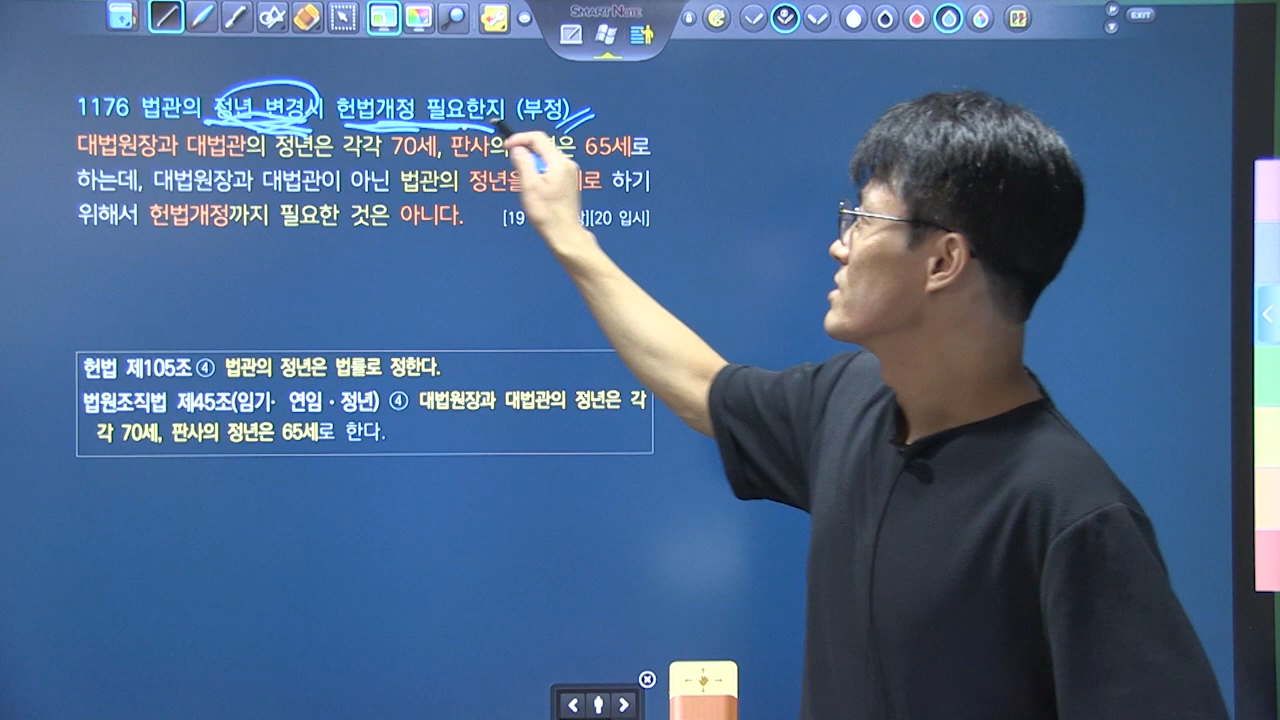 SMARTNOTE
EXIT
1176 법관의 정년 변경시 헌법개정 필요한지 (부정)
대법원장과 대법관의 정년은 각각 70세, 판사의 은 65세로
하는데, 대법원장과 대법관이 아닌 법관의 정년을 로 하기
위해서 헌법개정까지 필요한 것은 아니다. [19 ][20 입시]
헌법 제105조 ④ 법관의 정년은 법률로 정한다.
법원조직법 제45조(임기· 연임·정년) ④ 대법원장과 대법관의 정년은 각
각 70세, 판사의 정년은 65세로 한다.